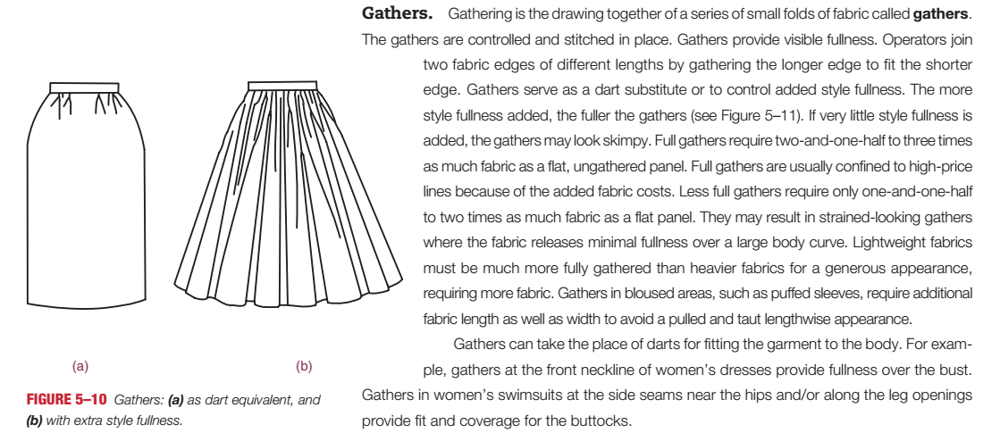 Gathers. Gathering is the drawing together of a series of small folds of fabric called gathers.
The gathers are controlled and stitched in place. Gathers provide visible fullness. Operators join
two fabric edges of different lengths by gathering the longer edge to fit the shorter
edge. Gathers serve as a dart substitute or to control added style fullness. The more
style fullness added, the fuller the gathers (see Figure 5–11). If very little style fullness is
added, the gathers may look skimpy. Full gathers require two-and-one-half to three times
as much fabric as a flat, ungathered panel. Full gathers are usually confined to high-price
lines because of the added fabric costs. Less full gathers require only one-and-one-half
to two times as much fabric as a flat panel. They may result in strained-looking gathers
where the fabric releases minimal fullness over a large body curve. Lightweight fabrics
must be much more fully gathered than heavier fabrics for a generous appearance,
requiring more fabric. Gathers in bloused areas, such as puffed sleeves, require additional
fabric length as well as width to avoid a pulled and taut lengthwise appearance.
Gathers can take the place of darts for fitting the garment to the body. For exam-
ple, gathers at the front neckline of women's dresses provide fullness over the bust.
Gathers in women's swimsuits at the side seams near the hips and/or along the leg openings
provide fit and coverage for the buttocks.
(a)
(b)
FIGURE 5–10 Gathers: (a) as dart equivalent, and
(b) with extra style fullness.